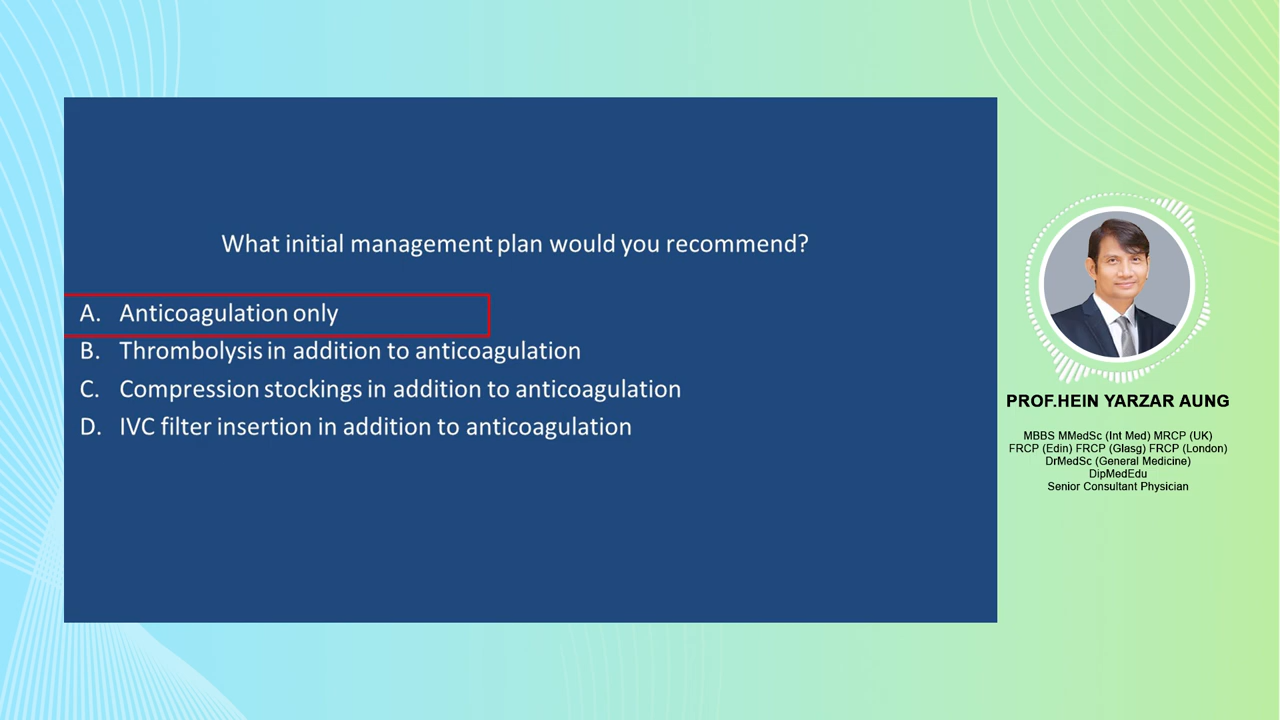 What initial management plan would you recommend?
A. Anticoagulation only
B. Thrombolysis in addition to anticoagulation
C. Compression stockings in addition to anticoagulation
D. IVC filter insertion in addition to anticoagulation
PROF.HEIN YARZAR AUNG
MBBS MMedSc (Int Med) MRCP (UK)
FRCP (Edin) FRCP (Glasg) FRCP (London)
DrMedSc (General Medicine)
DipMedEdu
Senior Consultant Physician